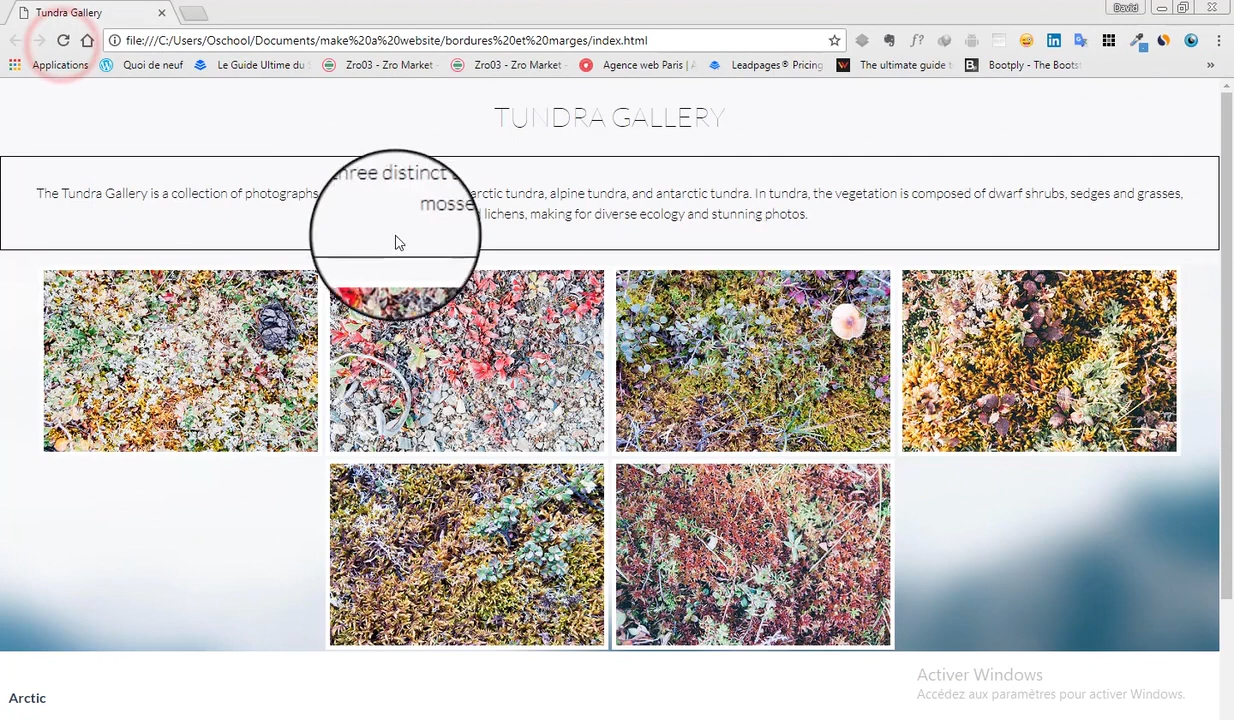 Tundra Gallery
David
file:///C:/Users/Oschool/Documents/make%20a%20website/bordures%20et%20marges/index.html
Applications Quoi de neuf Le Guide Ultime du Zro03 - Zro Market Zro03 - Zro Market Agence web Paris | Leadpages® Pricing The ultimate guide Bootply - The Boots »
TUNDRA GALLERY
three distinct
The Tundra Gallery is a collection of photographs arctic tundra, alpine tundra, and antarctic tundra. In tundra, the vegetation is composed of dwarf shrubs, sedges and grasses,
mosse lichens, making for diverse ecology and stunning photos.
Arctic
Activer Windows
Accédez aux paramètres pour activer Windows.